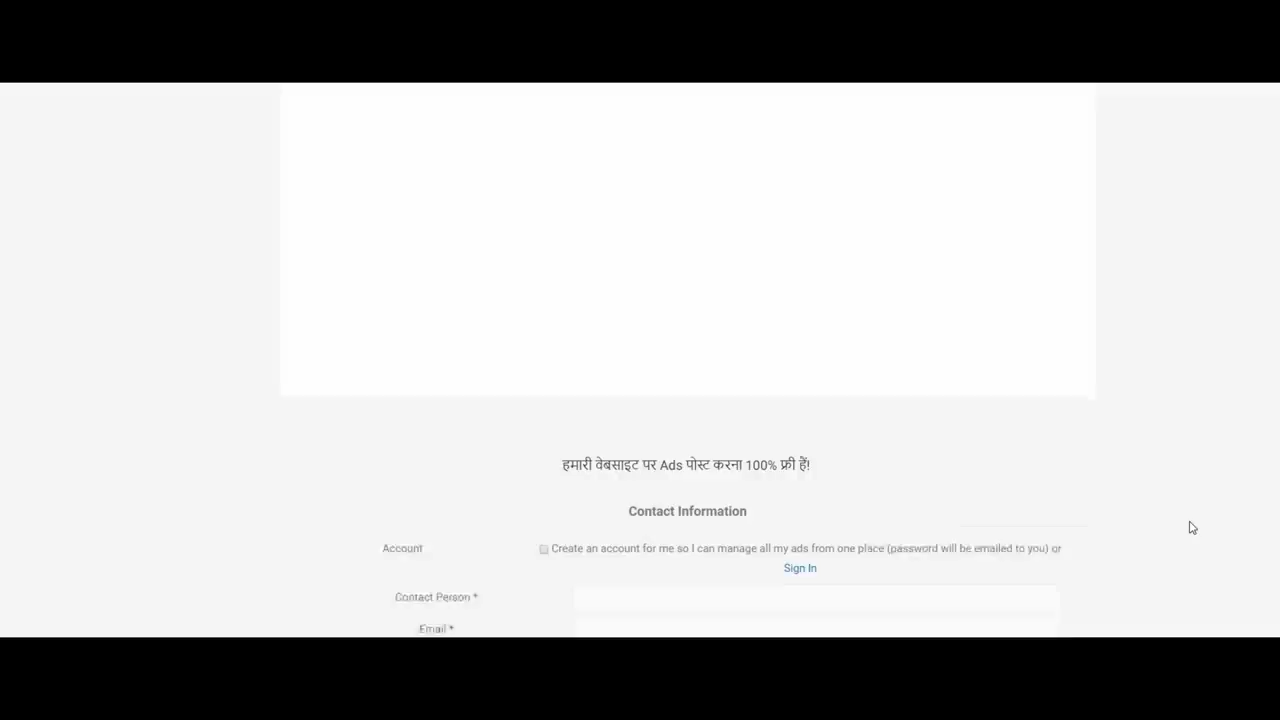 हमारी वेबसाइट पर Ads पोस्ट करना 100% फ्री हैं!
Contact Information
Account
Create an account for me so I can manage all my ads from one place (password will be emailed to you) or
Sign In
Contact Person *
Email *